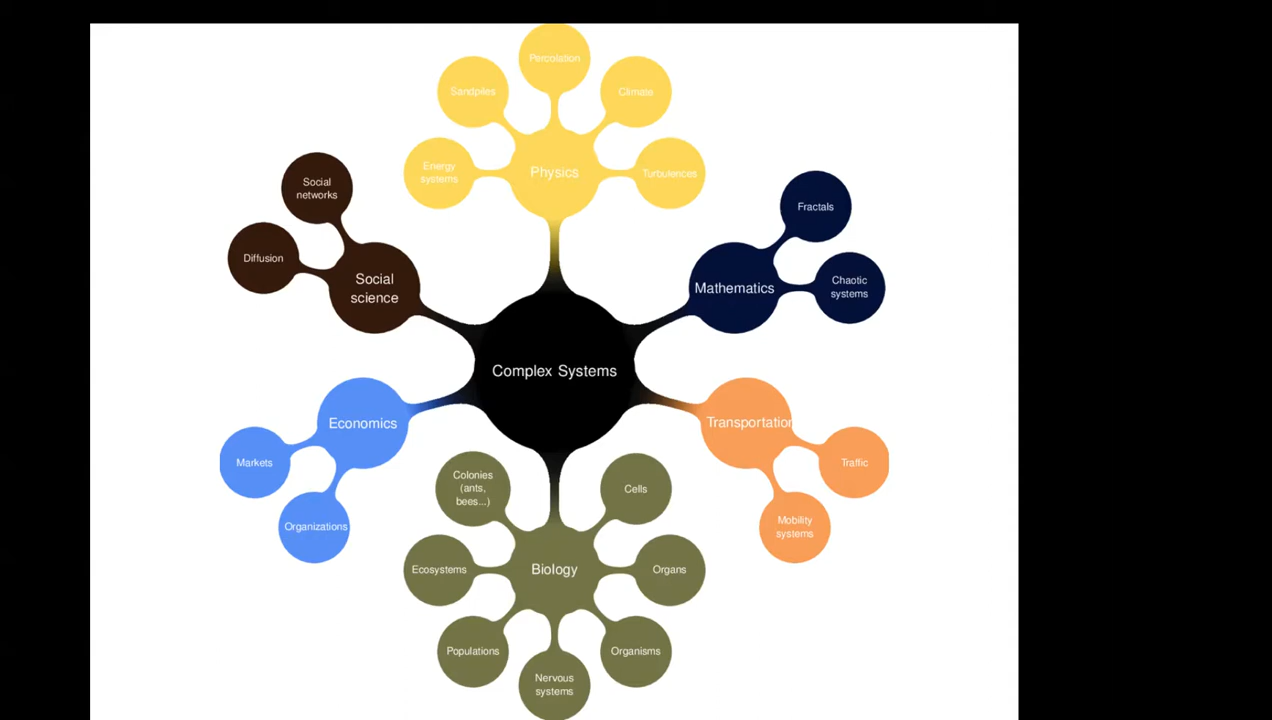 Percolation
Sandpiles
Climate
Energy
systems
Physics
Turbulences
Social
networks
Fractals
Diffusion
Social
science
Mathematics
Chaotic
systems
Complex Systems
Economics
Transportation
Markets
Traffic
Organizations
Mobility
systems
Colonies
(ants,
bees...)
Cells
Ecosystems
Biology
Organs
Populations
Organisms
Nervous
systems